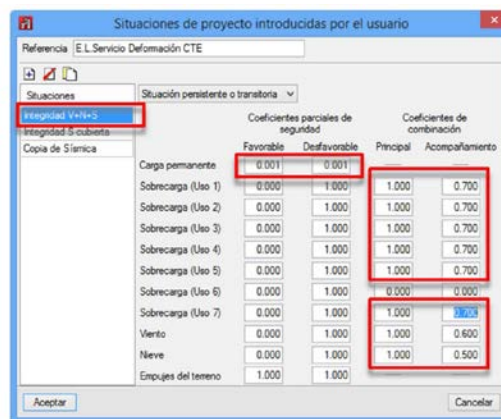 Situaciones de proyecto introducidas por el usuario
Referencia E.L.Servicio Deformación CTE
Situaciones
Integridad V+N+S
Integridad S cubierta
Copia de Sísmica
Situación persistente o transitoria
Coeficientes parciales de seguridad
Coeficientes de combinación
Favorable Desfavorable Principal Acompañamiento
Carga permanente 0.001 0.001
Sobrecarga (Uso 1) 0.000 1.000 1.000 0.700
Sobrecarga (Uso 2) 0.000 1.000 1.000 0.700
Sobrecarga (Uso 3) 0.000 1.000 1.000 0.700
Sobrecarga (Uso 4) 0.000 1.000 1.000 0.700
Sobrecarga (Uso 5) 0.000 1.000 1.000 0.700
Sobrecarga (Uso 6) 0.000 1.000 0.000 0.000
Sobrecarga (Uso 7) 0.000 1.000 1.000 0.700
Viento 0.000 1.000 1.000 0.600
Nieve 0.000 1.000 1.000 0.500
Empujes del terreno 1.000 1.000
Aceptar Cancelar